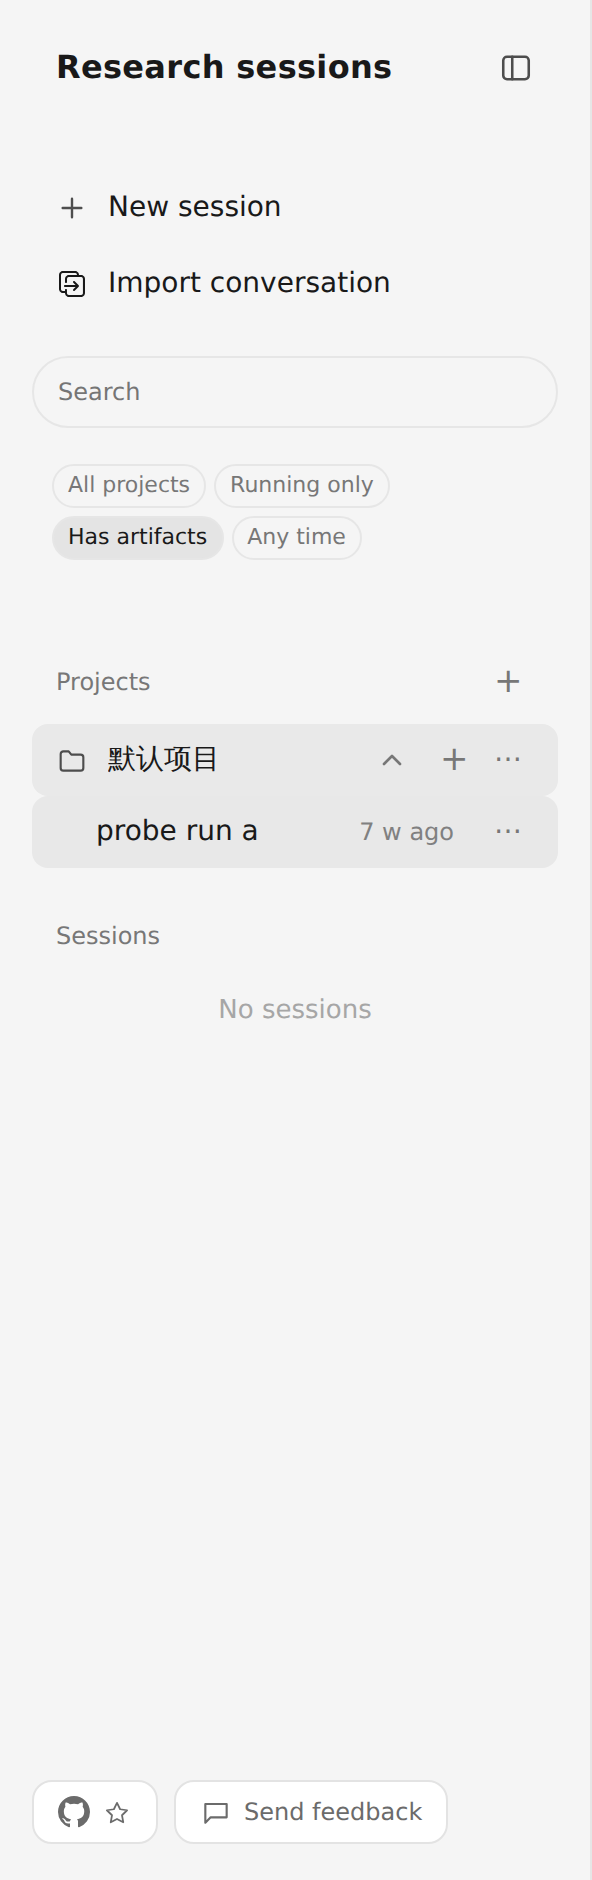 Research sessions
New session
Import conversation
Search
All projects Running only
Has artifacts Any time
Projects
默认项目
probe run a 7 w ago
Sessions
No sessions
Send feedback